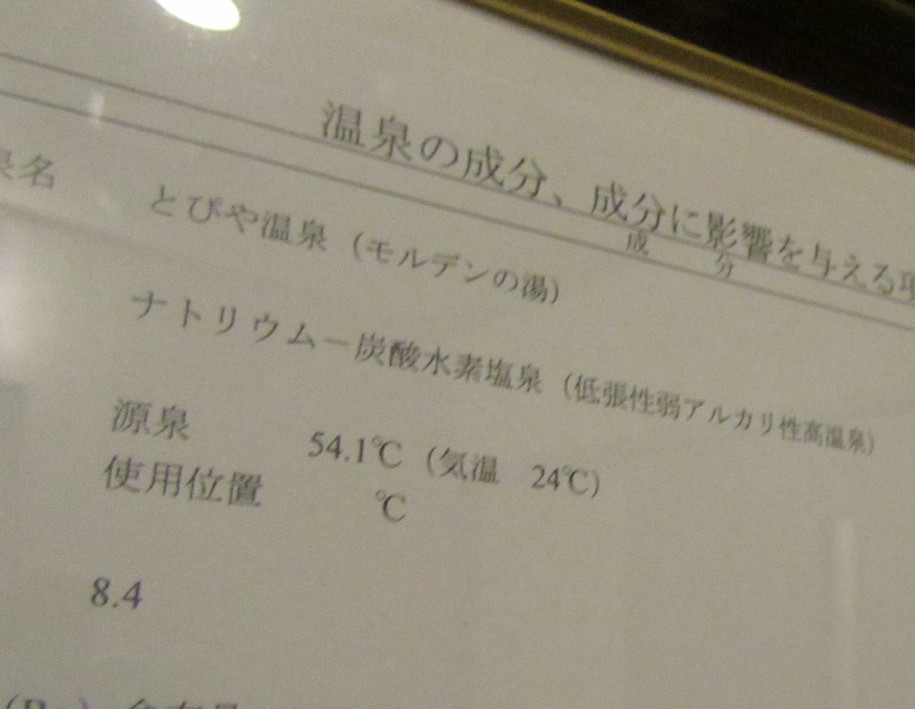 温泉の成分、成分に影響を与える項
成分
泉名 とぴや温泉（モルデンの湯）
ナトリウム－炭酸水素塩泉（低張性弱アルカリ性高温泉）
源泉 54.1℃（気温 24℃）
使用位置 ℃
8.4